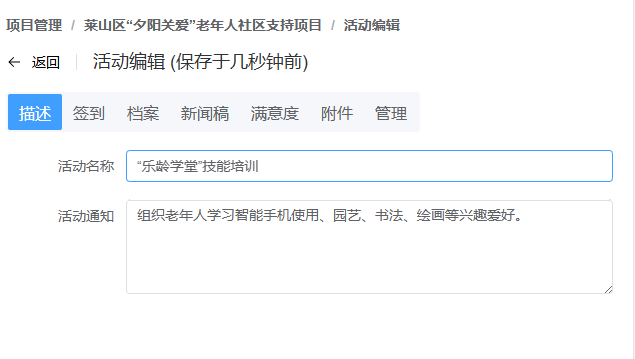 项目管理 / 莱山区“夕阳关爱”老年人社区支持项目 / 活动编辑
← 返回 活动编辑 (保存于几秒钟前)
描述 签到 档案 新闻稿 满意度 附件 管理
活动名称 “乐龄学堂”技能培训
活动通知 组织老年人学习智能手机使用、园艺、书法、绘画等兴趣爱好。